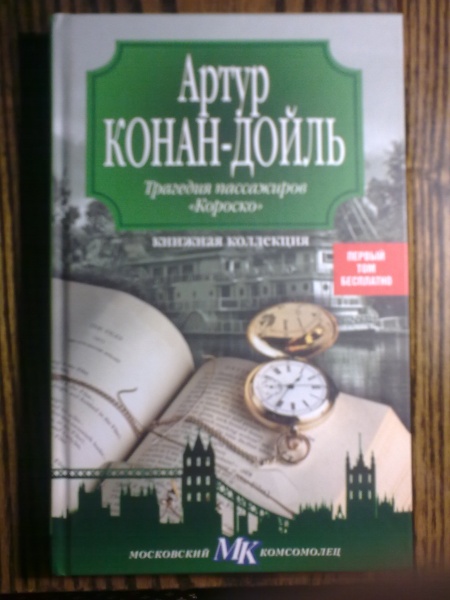 Артур
КОНАН-ДОЙЛЬ
Трагедия пассажиров
«Короско»
книжная коллекция
ПЕРВЫЙ
ТОМ
БЕСПЛАТНО
МОСКОВСКИЙ МК КОМСОМОЛЕЦ